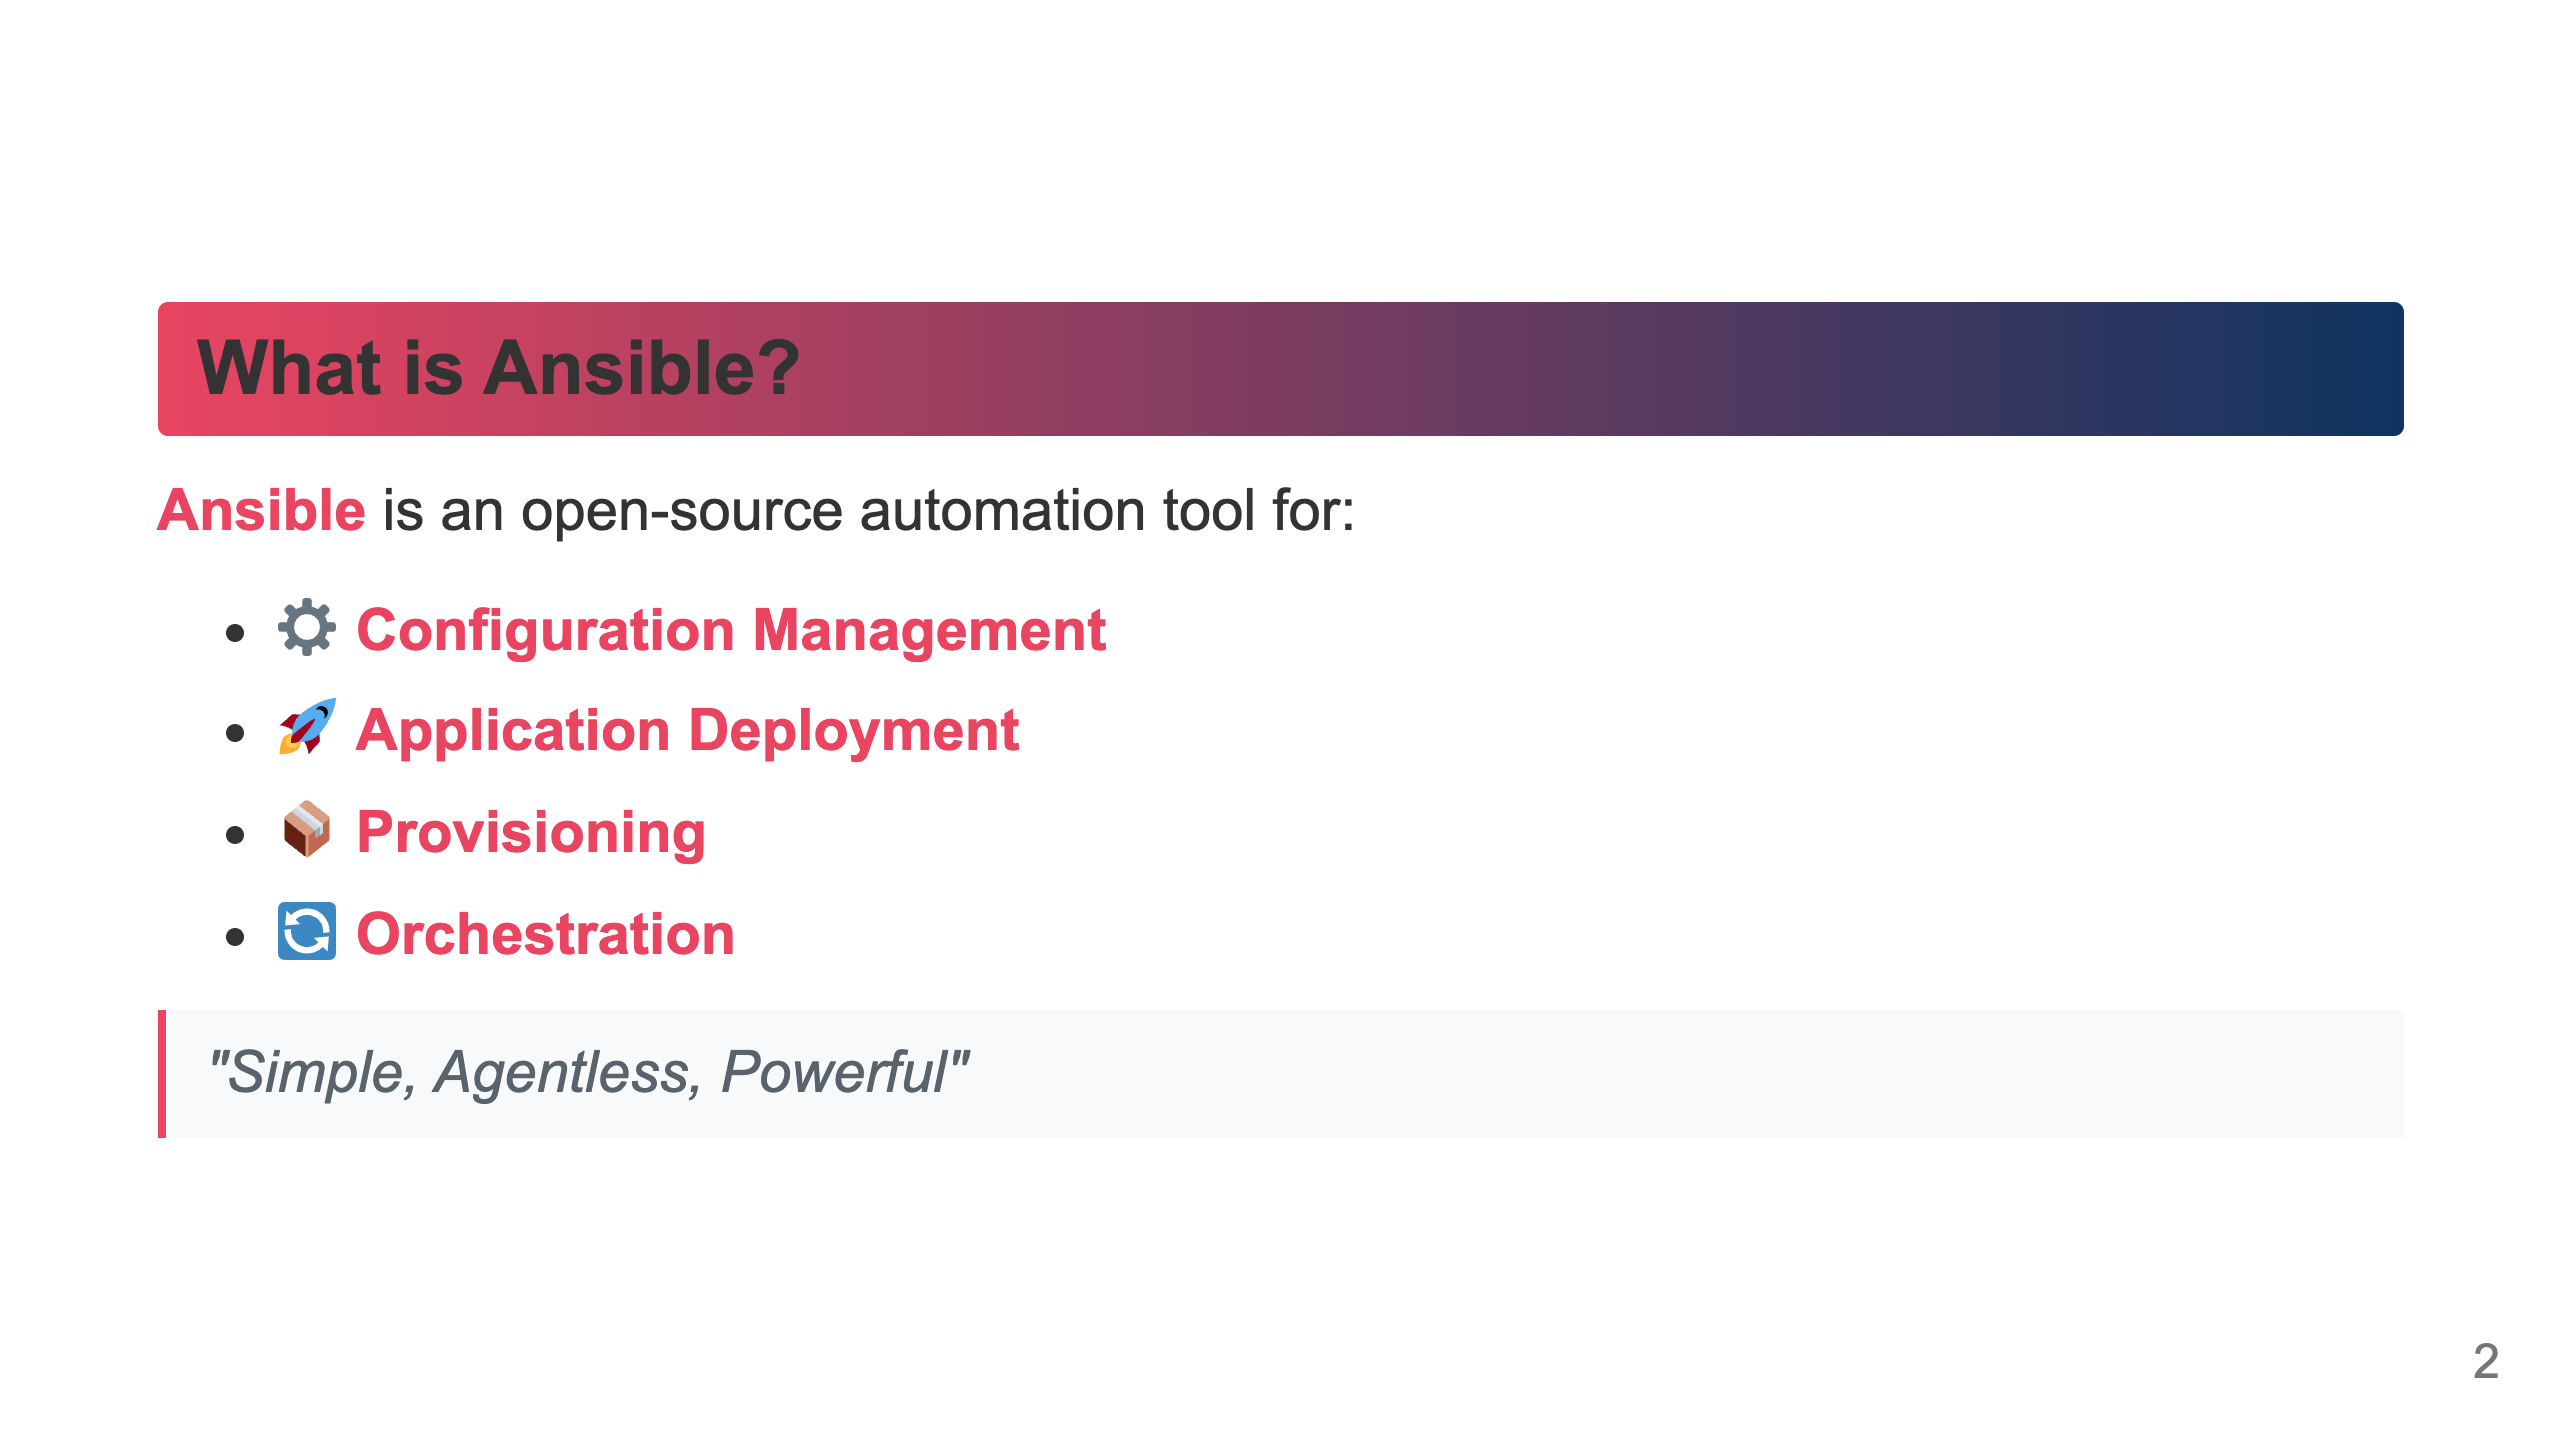 What is Ansible?
Ansible is an open-source automation tool for:
• Configuration Management
• Application Deployment
• Provisioning
• Orchestration
"Simple, Agentless, Powerful"
2